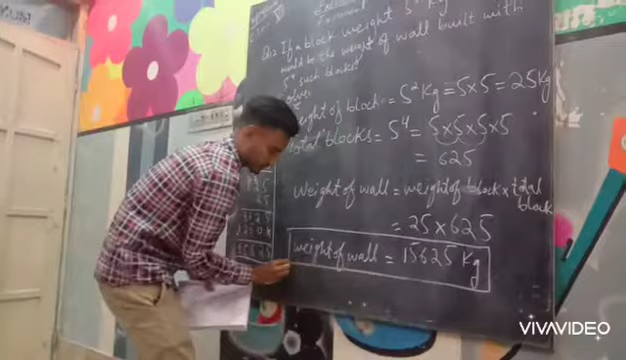 Q:2 If a block weight 5² Kg
would be the weight of wall built with
5⁴ such blocks
weight of block = 5² Kg = 5×5 = 25 Kg
total blocks = 5⁴ = 5×5×5×5
= 625
weight of wall = weight of block × total
block
= 25 × 625
weight of wall = 15625 Kg
VIVAVIDEO